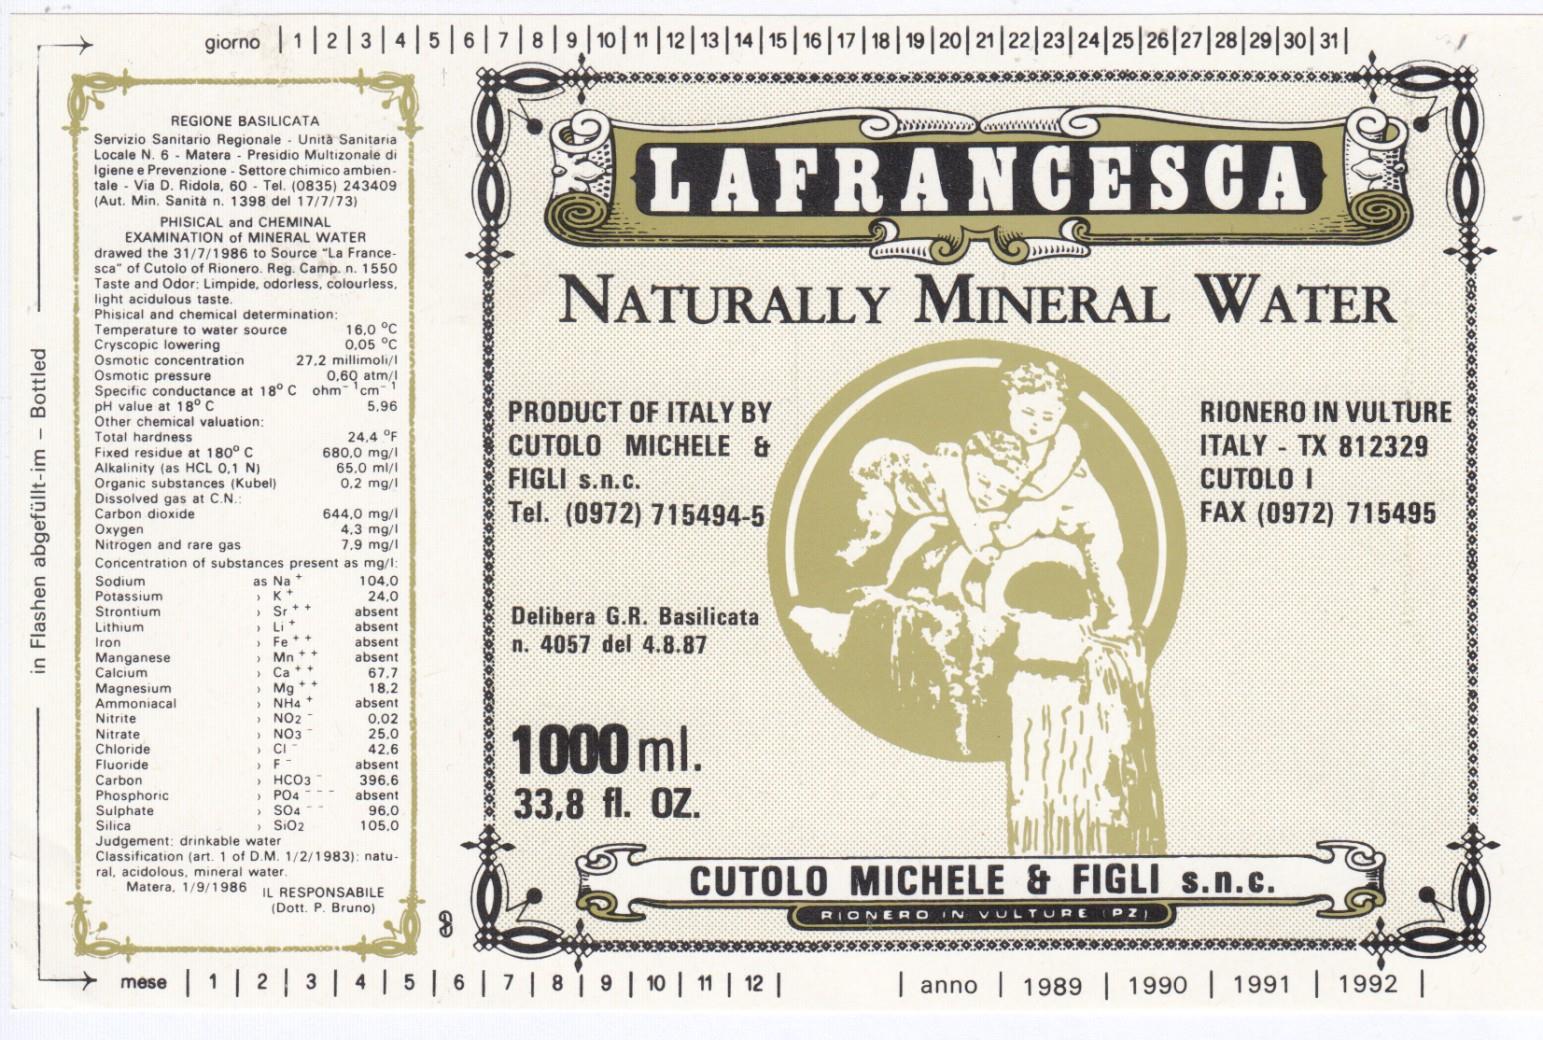 giorno | 1 | 2 | 3 | 4 | 5 | 6 | 7 | 8 | 9 | 10 | 11 | 12 | 13 | 14 | 15 | 16 | 17 | 18 | 19 | 20 | 21 | 22 | 23 | 24 | 25 | 26 | 27 | 28 | 29 | 30 | 31 |
in Flashen abgefüllt-im – Bottled
REGIONE BASILICATA
Servizio Sanitario Regionale - Unità Sanitaria
Locale N. 6 - Matera - Presidio Multizonale di
Igiene e Prevenzione - Settore chimico ambien-
tale - Via D. Ridola, 60 - Tel. (0835) 243409
(Aut. Min. Sanità n. 1398 del 17/7/73)
PHISICAL and CHEMINAL
EXAMINATION of MINERAL WATER
drawed the 31/7/1986 to Source "La France-
sca" of Cutolo of Rionero. Reg. Camp. n. 1550
Taste and Odor: Limpide, odorless, colourless,
light acidulous taste.
Phisical and chemical determination:
Temperature to water source 16,0 °C
Cryscopic lowering 0,05 °C
Osmotic concentration 27,2 millimoli/l
Osmotic pressure 0,60 atm/l
Specific conductance at 18° C ohm⁻¹cm⁻¹
pH value at 18° C 5,96
Other chemical valuation:
Total hardness 24,4 °F
Fixed residue at 180° C 680,0 mg/l
Alkalinity (as HCL 0,1 N) 65,0 ml/l
Organic substances (Kubel) 0,2 mg/l
Dissolved gas at C.N.:
Carbon dioxide 644,0 mg/l
Oxygen 4,3 mg/l
Nitrogen and rare gas 7,9 mg/l
Concentration of substances present as mg/l:
Sodium as Na⁺ 104,0
Potassium › K⁺ 24,0
Strontium › Sr⁺⁺ absent
Lithium › Li⁺ absent
Iron › Fe⁺⁺ absent
Manganese › Mn⁺⁺ absent
Calcium › Ca⁺⁺ 67,7
Magnesium › Mg⁺⁺ 18,2
Ammoniacal › NH4⁺ absent
Nitrite › NO2⁻ 0,02
Nitrate › NO3⁻ 25,0
Chloride › Cl⁻ 42,6
Fluoride › F⁻ absent
Carbon › HCO3⁻ 396,6
Phosphoric › PO4⁻⁻⁻ absent
Sulphate › SO4⁻⁻ 96,0
Silica › SiO2 105,0
Judgement: drinkable water
Classification (art. 1 of D.M. 1/2/1983): natu-
ral, acidolous, mineral water.
Matera, 1/9/1986 IL RESPONSABILE
(Dott. P. Bruno)
LAFRANCESCA
NATURALLY MINERAL WATER
PRODUCT OF ITALY BY
CUTOLO MICHELE &
FIGLI s.n.c.
Tel. (0972) 715494-5
RIONERO IN VULTURE
ITALY - TX 812329
CUTOLO I
FAX (0972) 715495
Delibera G.R. Basilicata
n. 4057 del 4.8.87
1000 ml.
33,8 fl. OZ.
CUTOLO MICHELE & FIGLI s.n.c.
RIONERO IN VULTURE (PZ)
mese | 1 | 2 | 3 | 4 | 5 | 6 | 7 | 8 | 9 | 10 | 11 | 12 | | anno | 1989 | 1990 | 1991 | 1992 |